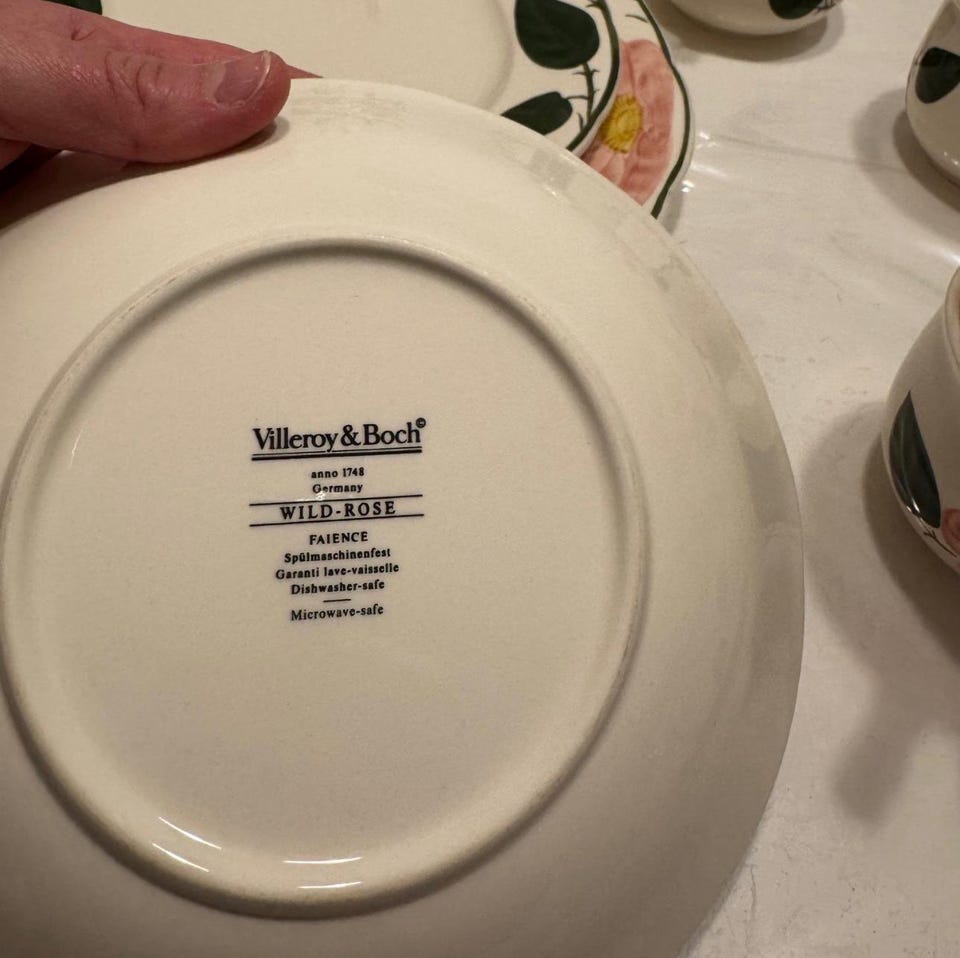 Villeroy & Boch©
anno 1748
Germany
WILD-ROSE
FAIENCE
Spülmaschinenfest
Garanti lave-vaisselle
Dishwasher-safe
Microwave-safe